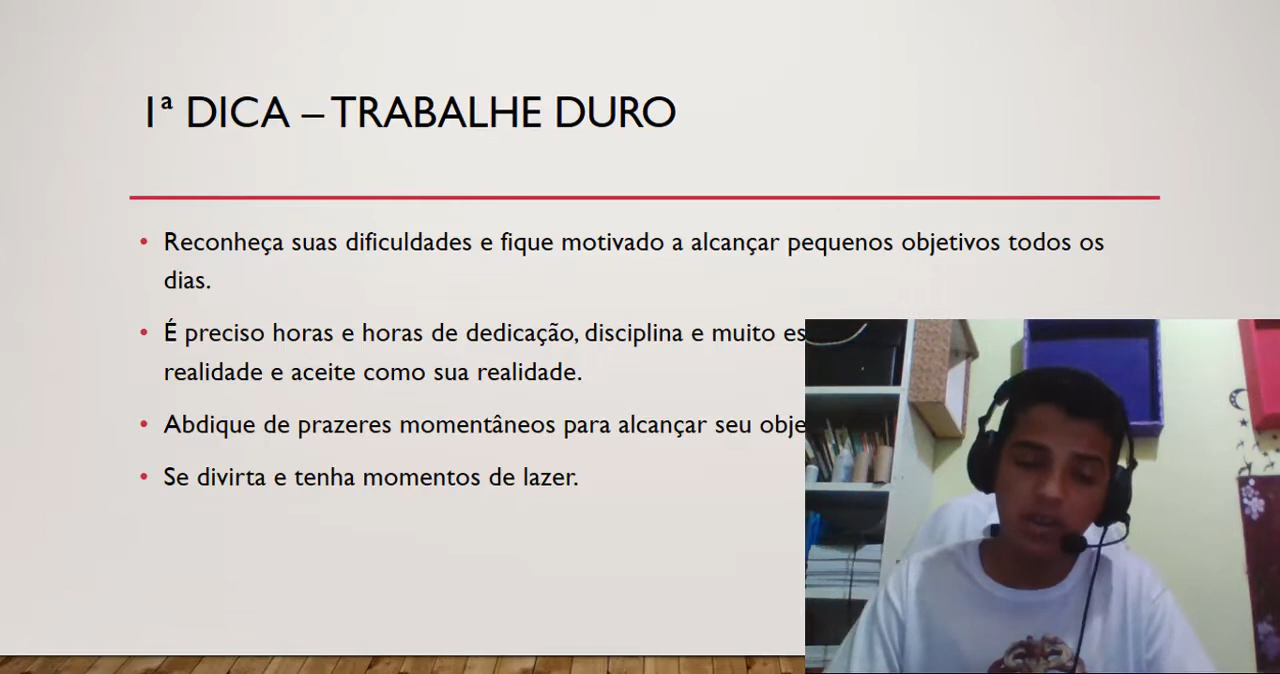 1ª DICA – TRABALHE DURO
Reconheça suas dificuldades e fique motivado a alcançar pequenos objetivos todos os
dias.
É preciso horas e horas de dedicação, disciplina e muito
realidade e aceite como sua realidade.
Abdique de prazeres momentâneos para alcançar seu
Se divirta e tenha momentos de lazer.